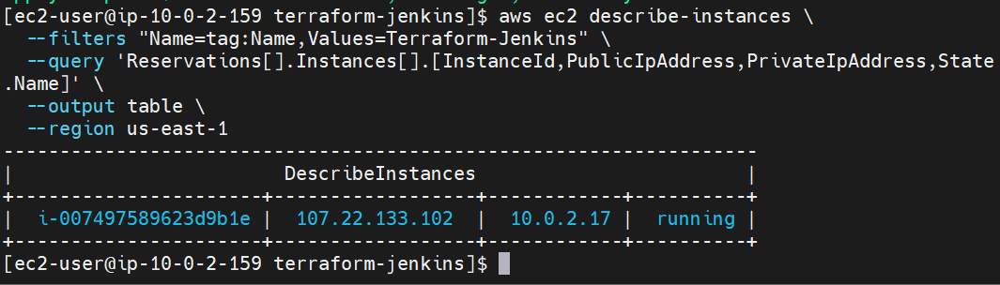 [ec2-user@ip-10-0-2-159 terraform-jenkins]$ aws ec2 describe-instances \
  --filters "Name=tag:Name,Values=Terraform-Jenkins" \
  --query 'Reservations[].Instances[].[InstanceId,PublicIpAddress,PrivateIpAddress,State
.Name]' \
  --output table \
  --region us-east-1
-------------------------------------------------------------------
|                        DescribeInstances                        |
+-----------------------+------------------+------------+----------+
|  i-007497589623d9b1e |  107.22.133.102  |  10.0.2.17 |  running |
+-----------------------+------------------+------------+----------+
[ec2-user@ip-10-0-2-159 terraform-jenkins]$